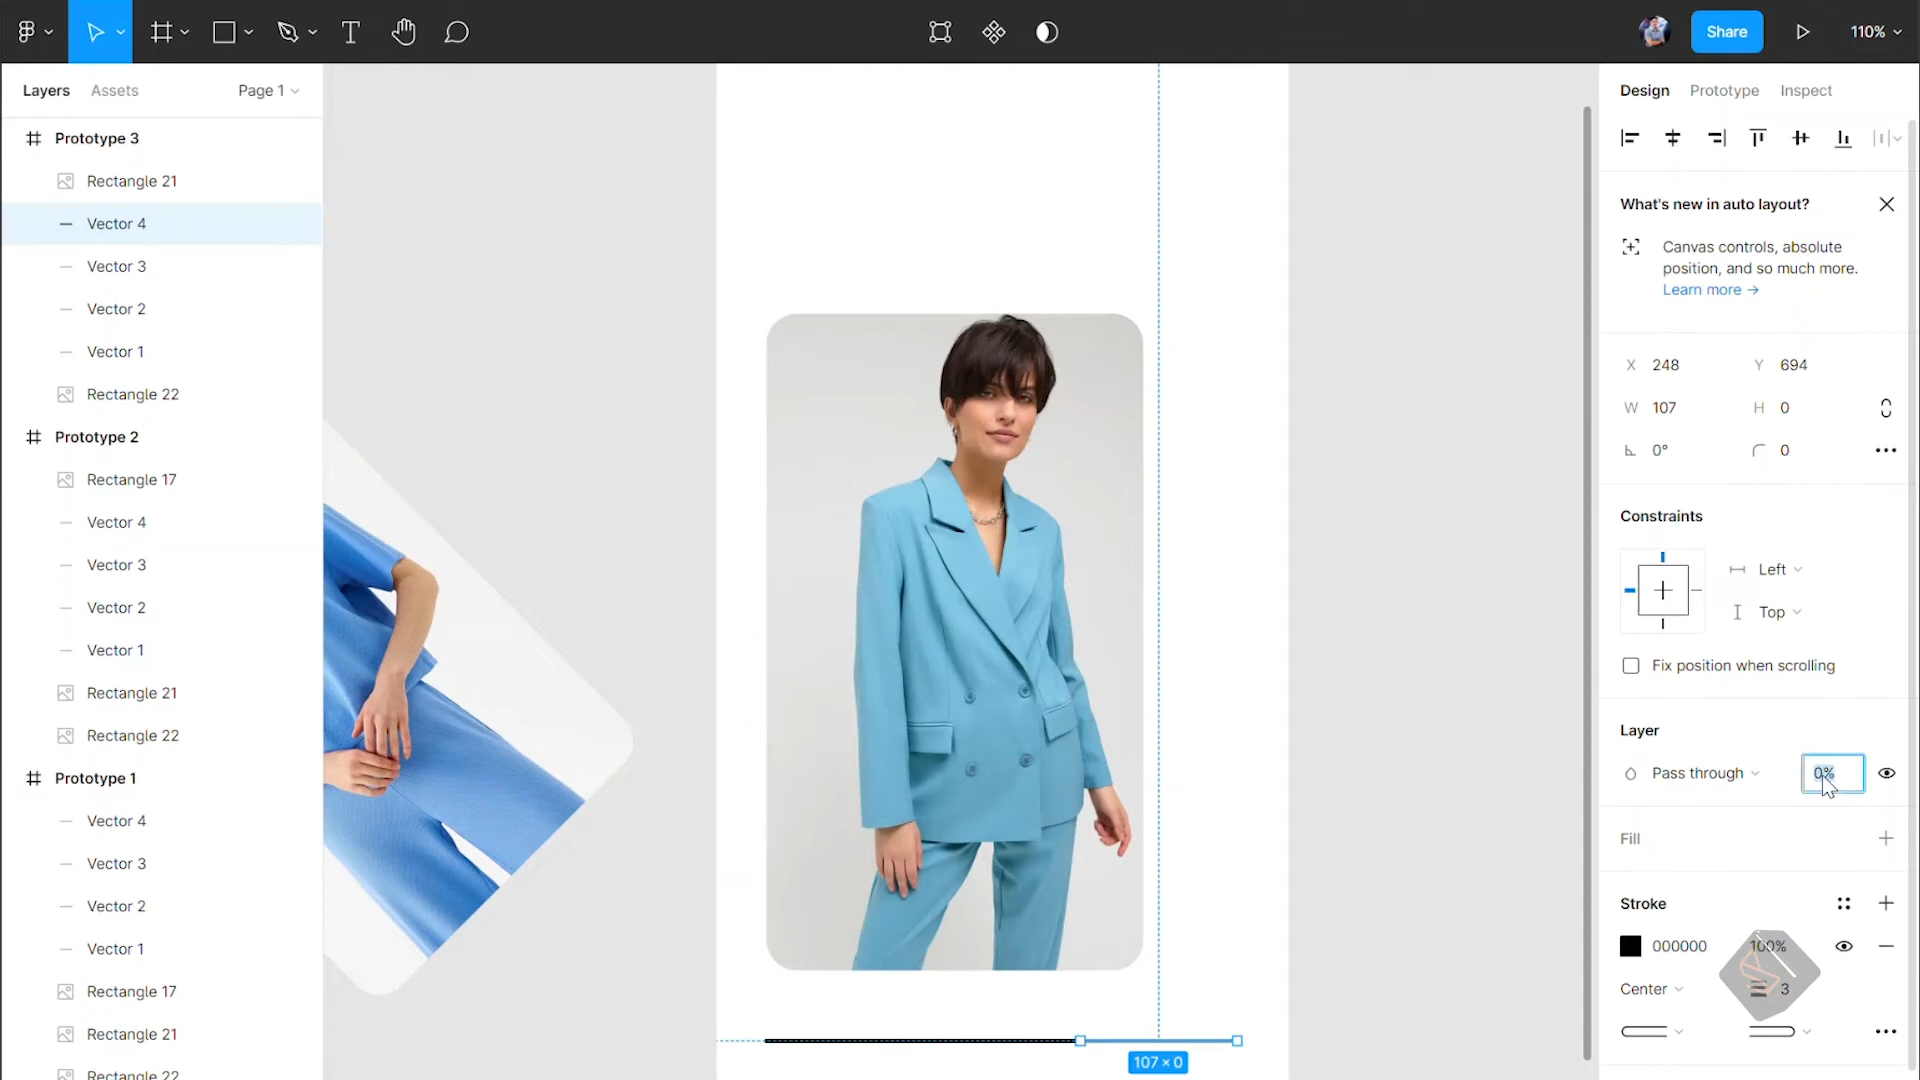 Share
110%
Layers
Assets
Page 1
Design
Prototype
Inspect
Prototype 3
Rectangle 21
Vector 4
Vector 3
Vector 2
Vector 1
Rectangle 22
Prototype 2
Rectangle 17
Vector 4
Vector 3
Vector 2
Vector 1
Rectangle 21
Rectangle 22
Prototype 1
Vector 4
Vector 3
Vector 2
Vector 1
Rectangle 17
Rectangle 21
Rectangle 22
107 × 0
What's new in auto layout?
Canvas controls, absolute
position, and so much more.
Learn more →
X 248 Y 694
W 107 H 0
0° 0
Constraints
Left
Top
Fix position when scrolling
Layer
Pass through 0%
Fill
Stroke
000000 100%
Center 3